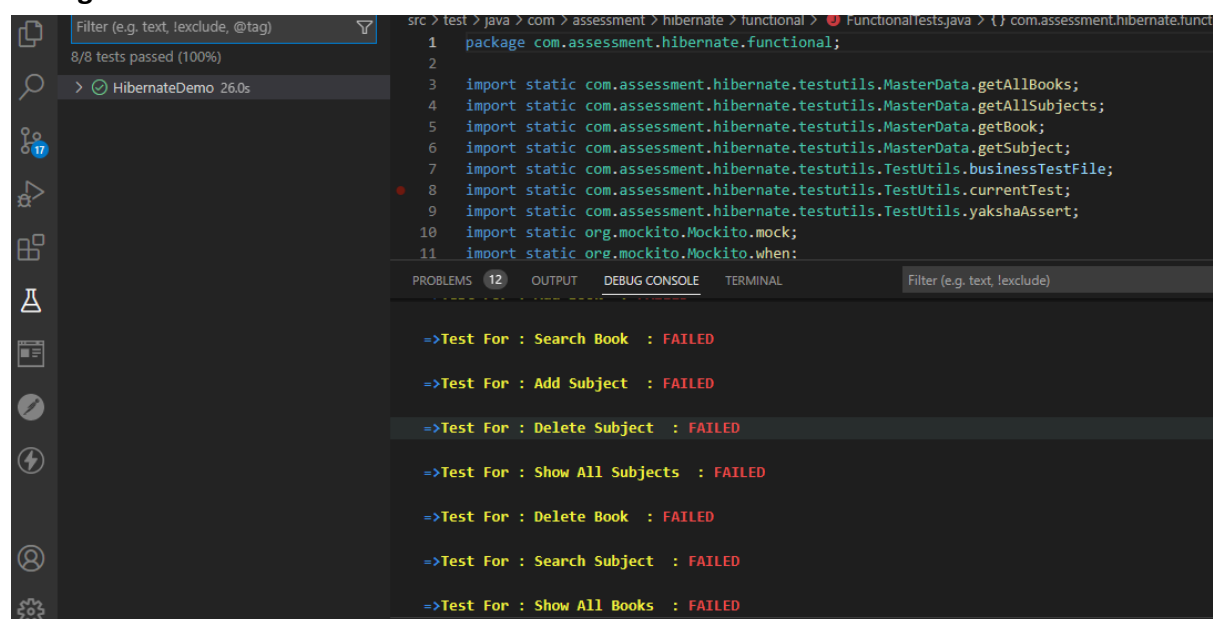 Filter (e.g. text, !exclude, @tag)
8/8 tests passed (100%)
HibernateDemo 26.0s
17
src > test > java > com > assessment > hibernate > functional > FunctionalTests.java > {} com.assessment.hibernate.funct
1 package com.assessment.hibernate.functional;
2
3 import static com.assessment.hibernate.testutils.MasterData.getAllBooks;
4 import static com.assessment.hibernate.testutils.MasterData.getAllSubjects;
5 import static com.assessment.hibernate.testutils.MasterData.getBook;
6 import static com.assessment.hibernate.testutils.MasterData.getSubject;
7 import static com.assessment.hibernate.testutils.TestUtils.businessTestFile;
8 import static com.assessment.hibernate.testutils.TestUtils.currentTest;
9 import static com.assessment.hibernate.testutils.TestUtils.yakshaAssert;
10 import static org.mockito.Mockito.mock;
11 import static org.mockito.Mockito.when;
PROBLEMS 12 OUTPUT DEBUG CONSOLE TERMINAL Filter (e.g. text, !exclude)
=>Test For : Search Book : FAILED
=>Test For : Add Subject : FAILED
=>Test For : Delete Subject : FAILED
=>Test For : Show All Subjects : FAILED
=>Test For : Delete Book : FAILED
=>Test For : Search Subject : FAILED
=>Test For : Show All Books : FAILED